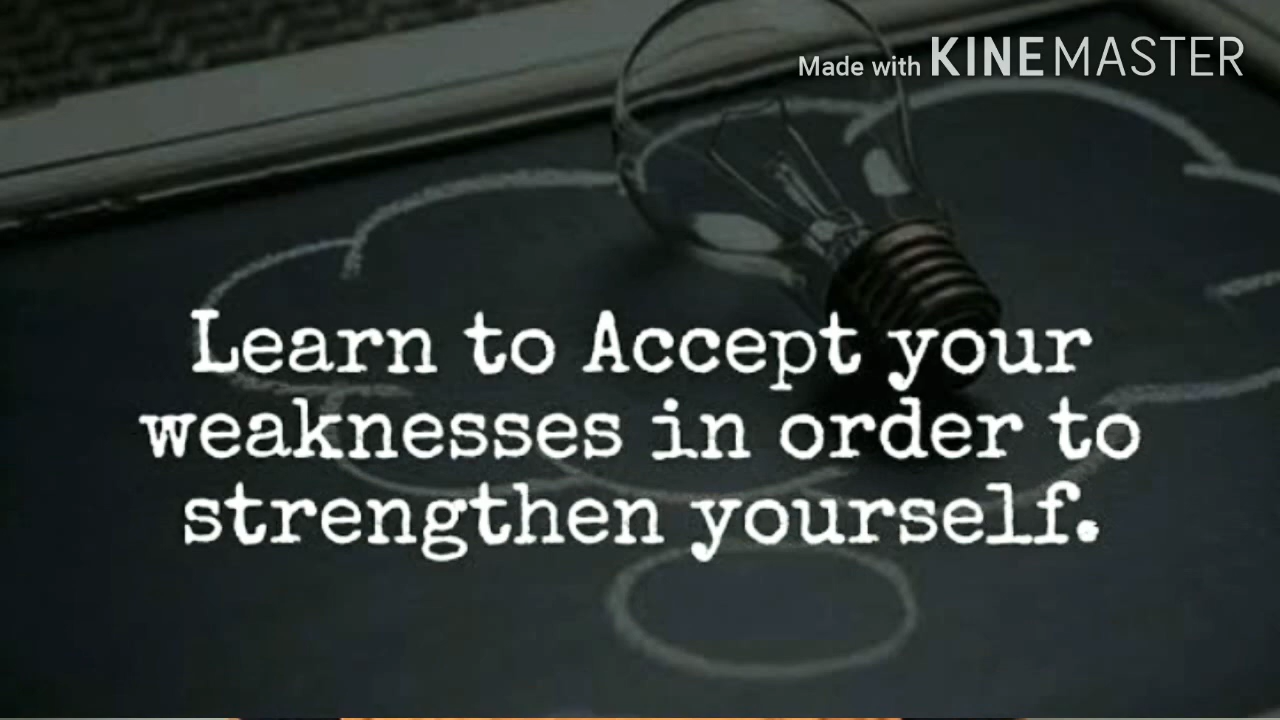 Made with KINEMASTER
Learn to Accept your
weaknesses in order to
strengthen yourself.